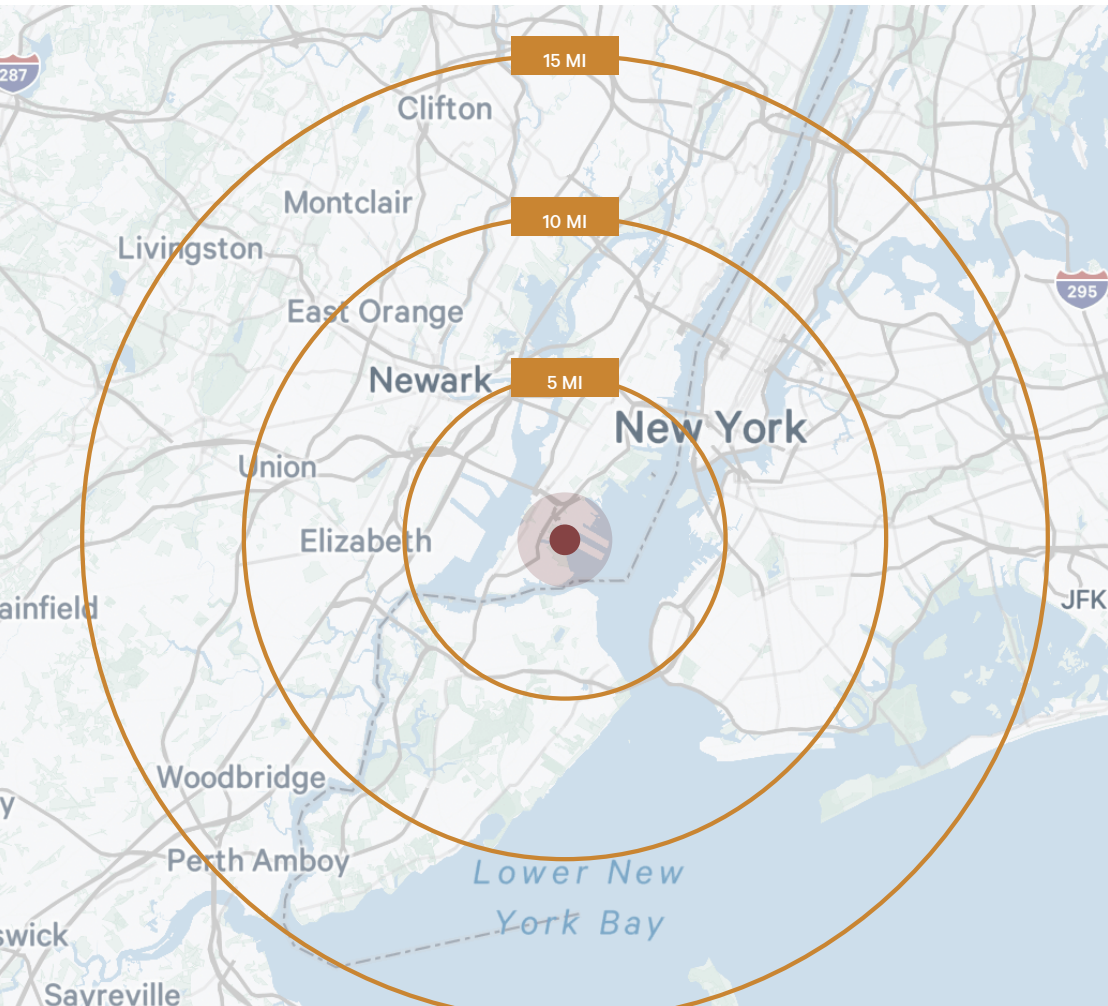 15 MI
287
Clifton
Montclair
10 MI
Livingston
295
East Orange
Newark
5 MI
New York
Union
Elizabeth
ainfield
JFK
Woodbridge
y
Perth Amboy
Lower New
York Bay
swick
Sayreville